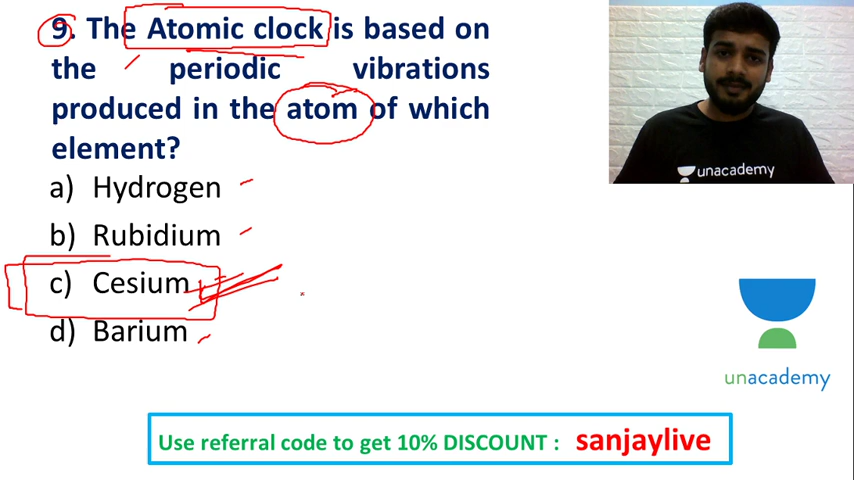 9. The Atomic clock is based on
the periodic vibrations
produced in the atom of which
element?
a) Hydrogen
b) Rubidium
c) Cesium
d) Barium
unacademy
unacademy
Use referral code to get 10% DISCOUNT : sanjaylive